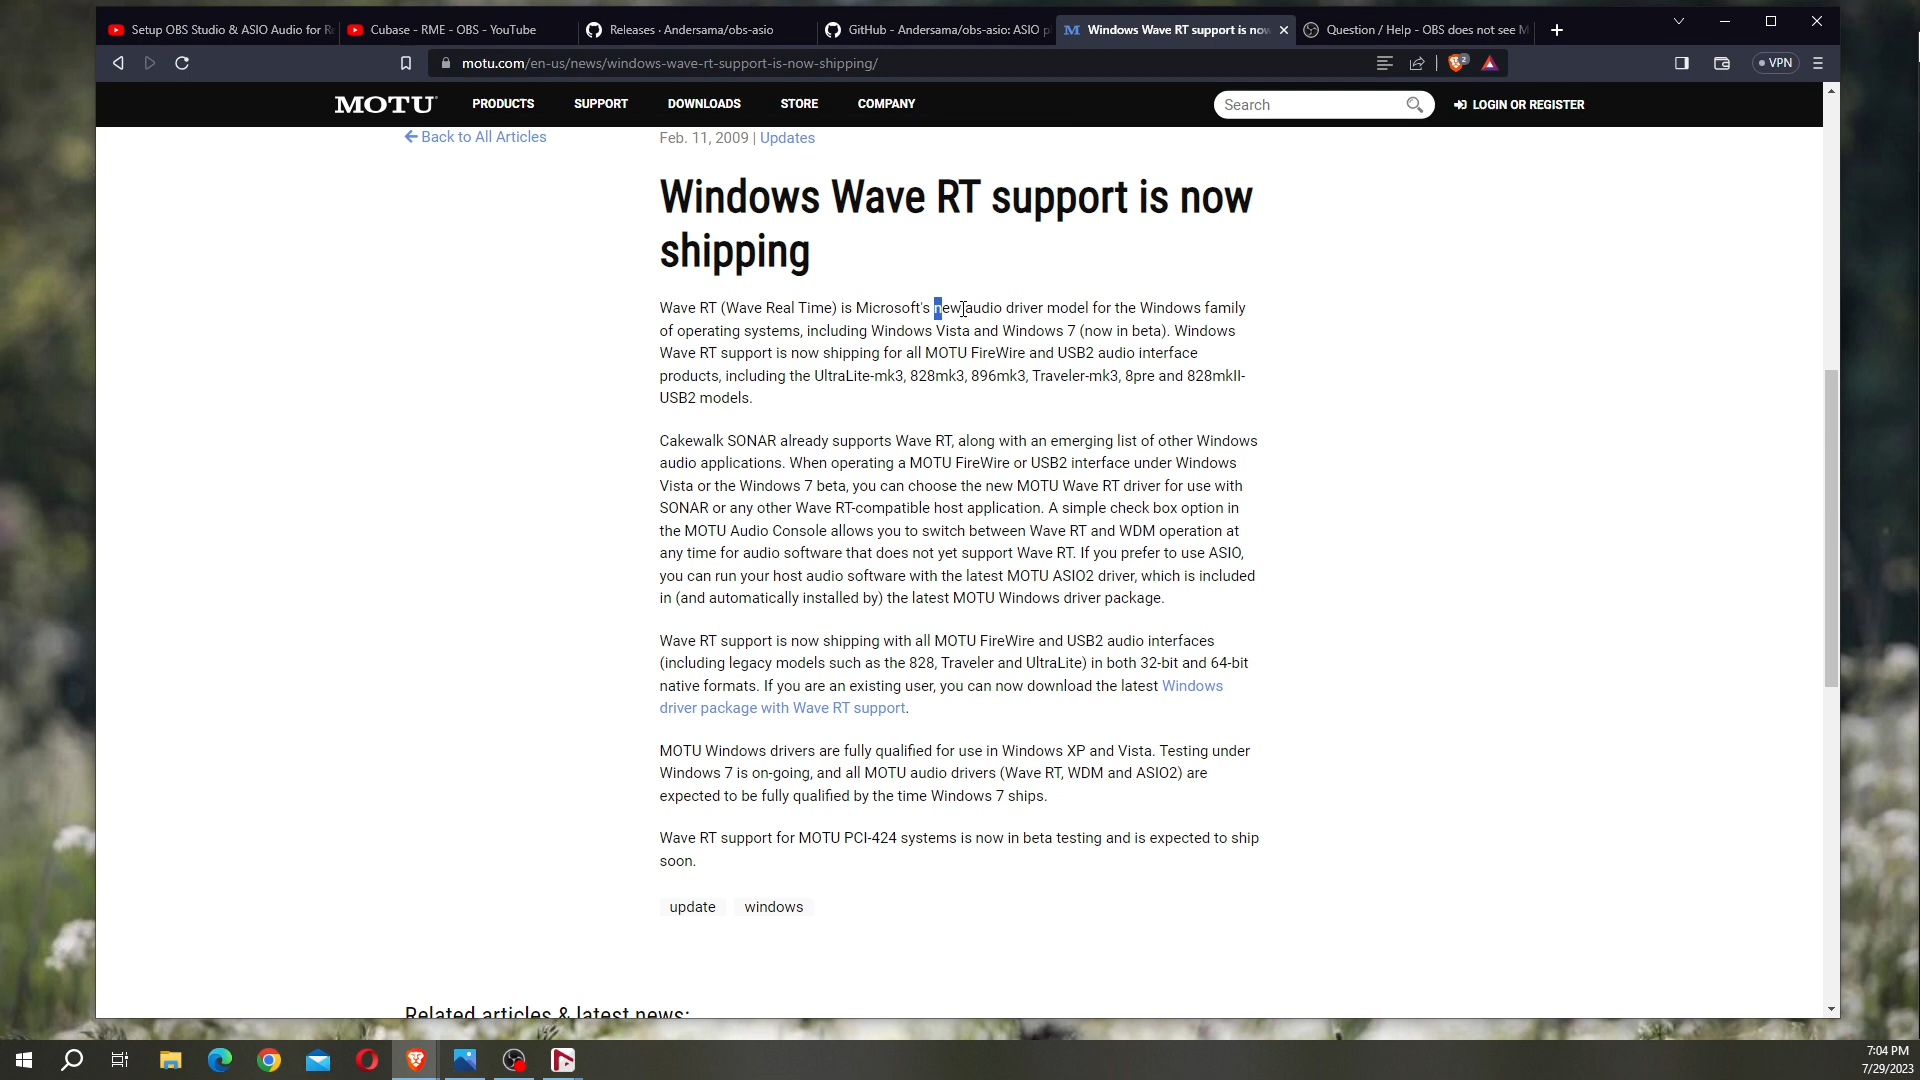 Setup OBS Studio & ASIO Audio for R
Cubase - RME - OBS - YouTube
Releases · Andersama/obs-asio
GitHub - Andersama/obs-asio: ASIO p
Windows Wave RT support is now
Question / Help - OBS does not see M
motu.com/en-us/news/windows-wave-rt-support-is-now-shipping/
2
VPN
MOTU
PRODUCTS
SUPPORT
DOWNLOADS
STORE
COMPANY
Search
LOGIN OR REGISTER
Back to All Articles
Feb. 11, 2009 | Updates
Windows Wave RT support is now
shipping
Wave RT (Wave Real Time) is Microsoft's new audio driver model for the Windows family
of operating systems, including Windows Vista and Windows 7 (now in beta). Windows
Wave RT support is now shipping for all MOTU FireWire and USB2 audio interface
products, including the UltraLite-mk3, 828mk3, 896mk3, Traveler-mk3, 8pre and 828mkII-
USB2 models.
Cakewalk SONAR already supports Wave RT, along with an emerging list of other Windows
audio applications. When operating a MOTU FireWire or USB2 interface under Windows
Vista or the Windows 7 beta, you can choose the new MOTU Wave RT driver for use with
SONAR or any other Wave RT-compatible host application. A simple check box option in
the MOTU Audio Console allows you to switch between Wave RT and WDM operation at
any time for audio software that does not yet support Wave RT. If you prefer to use ASIO,
you can run your host audio software with the latest MOTU ASIO2 driver, which is included
in (and automatically installed by) the latest MOTU Windows driver package.
Wave RT support is now shipping with all MOTU FireWire and USB2 audio interfaces
(including legacy models such as the 828, Traveler and UltraLite) in both 32-bit and 64-bit
native formats. If you are an existing user, you can now download the latest Windows
driver package with Wave RT support.
MOTU Windows drivers are fully qualified for use in Windows XP and Vista. Testing under
Windows 7 is on-going, and all MOTU audio drivers (Wave RT, WDM and ASIO2) are
expected to be fully qualified by the time Windows 7 ships.
Wave RT support for MOTU PCI-424 systems is now in beta testing and is expected to ship
soon.
update
windows
Related articles & latest news:
7:04 PM
7/29/2023